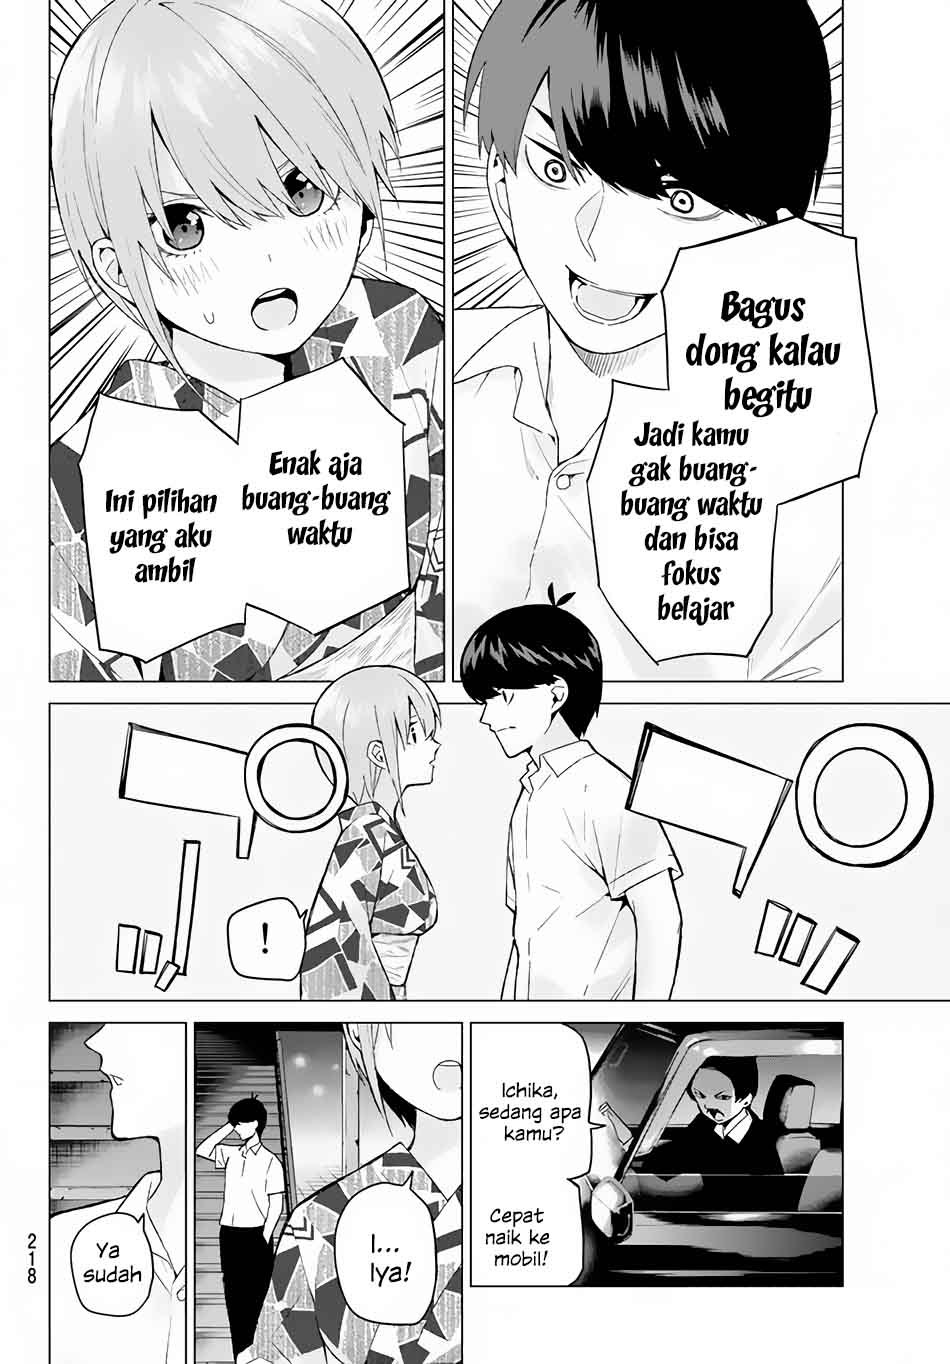 Bagus
dong kalau
begitu
Jadi kamu
gak buang-
buang waktu
dan bisa
fokus
belajar
Enak aja
buang-buang
waktu
Ini pilihan
yang aku
ambil
!
Ichika,
sedang apa
kamu?
Cepat
naik ke
mobil!
I...
Iya!
Ya
sudah
218